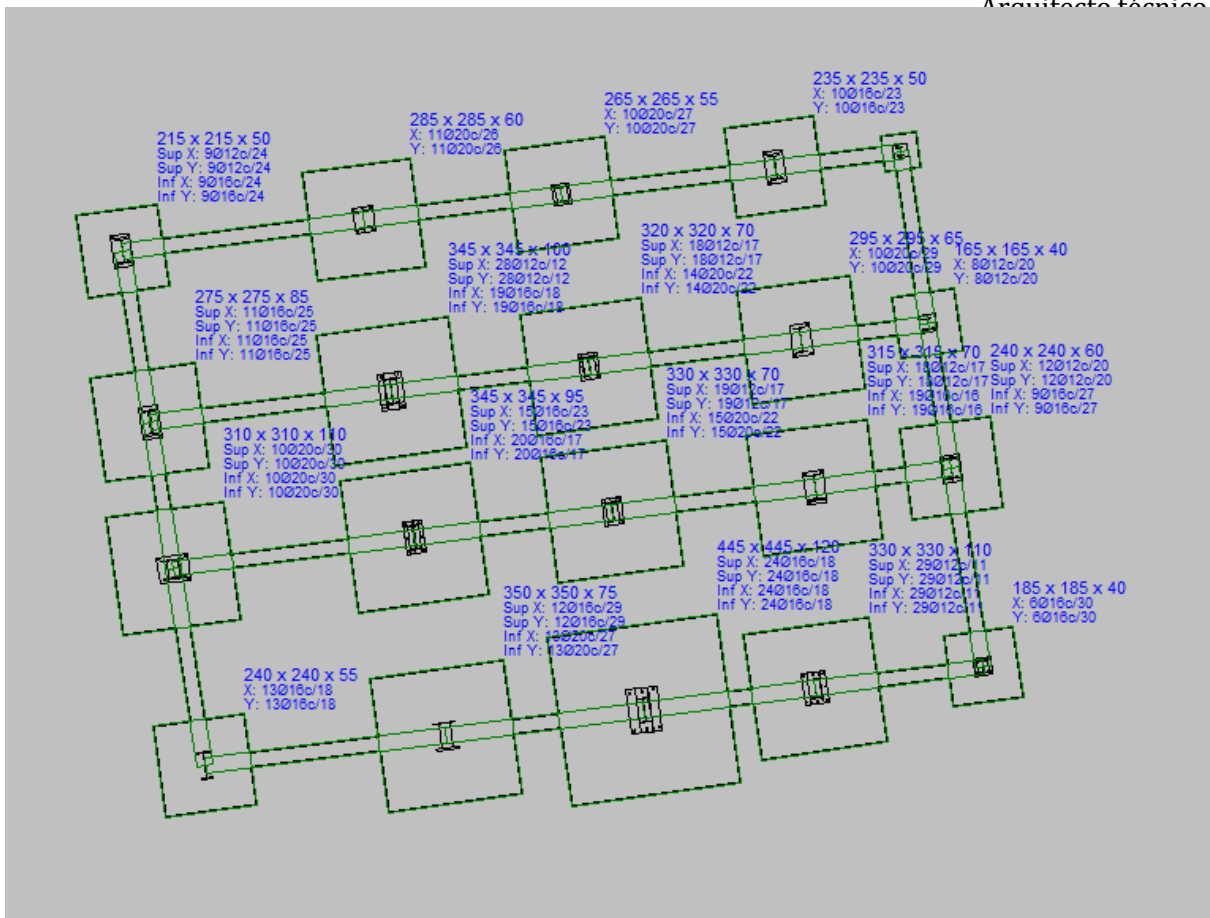 Arquitecto técnico
235 x 235 x 50
X: 10Ø16c/23
Y: 10Ø16c/23
265 x 265 x 55
X: 10Ø20c/27
Y: 10Ø20c/27
285 x 285 x 60
X: 11Ø20c/26
Y: 11Ø20c/26
215 x 215 x 50
Sup X: 9Ø12c/24
Sup Y: 9Ø12c/24
Inf X: 9Ø16c/24
Inf Y: 9Ø16c/24
320 x 320 x 70
Sup X: 18Ø12c/17
Sup Y: 18Ø12c/17
Inf X: 14Ø20c/22
Inf Y: 14Ø20c/22
295 x 295 x 65
X: 10Ø20c/29
Y: 10Ø20c/29
165 x 165 x 40
X: 8Ø12c/20
Y: 8Ø12c/20
345 x 345 x 100
Sup X: 28Ø12c/12
Sup Y: 28Ø12c/12
Inf X: 19Ø16c/18
Inf Y: 19Ø16c/18
275 x 275 x 85
Sup X: 11Ø16c/25
Sup Y: 11Ø16c/25
Inf X: 11Ø16c/25
Inf Y: 11Ø16c/25
315 x 315 x 70
Sup X: 18Ø12c/17
Sup Y: 18Ø12c/17
Inf X: 19Ø16c/16
Inf Y: 19Ø16c/16
240 x 240 x 60
Sup X: 12Ø12c/20
Sup Y: 12Ø12c/20
Inf X: 9Ø16c/27
Inf Y: 9Ø16c/27
330 x 330 x 70
Sup X: 19Ø12c/17
Sup Y: 19Ø12c/17
Inf X: 15Ø20c/22
Inf Y: 15Ø20c/22
345 x 345 x 95
Sup X: 15Ø16c/23
Sup Y: 15Ø16c/23
Inf X: 20Ø16c/17
Inf Y: 20Ø16c/17
310 x 310 x 110
Sup X: 10Ø20c/30
Sup Y: 10Ø20c/30
Inf X: 10Ø20c/30
Inf Y: 10Ø20c/30
445 x 445 x 120
Sup X: 24Ø16c/18
Sup Y: 24Ø16c/18
Inf X: 24Ø16c/18
Inf Y: 24Ø16c/18
330 x 330 x 110
Sup X: 29Ø12c/11
Sup Y: 29Ø12c/11
Inf X: 29Ø12c/11
Inf Y: 29Ø12c/11
185 x 185 x 40
X: 6Ø16c/30
Y: 6Ø16c/30
350 x 350 x 75
Sup X: 12Ø16c/29
Sup Y: 12Ø16c/29
Inf X: 13Ø20c/27
Inf Y: 13Ø20c/27
240 x 240 x 55
X: 13Ø16c/18
Y: 13Ø16c/18